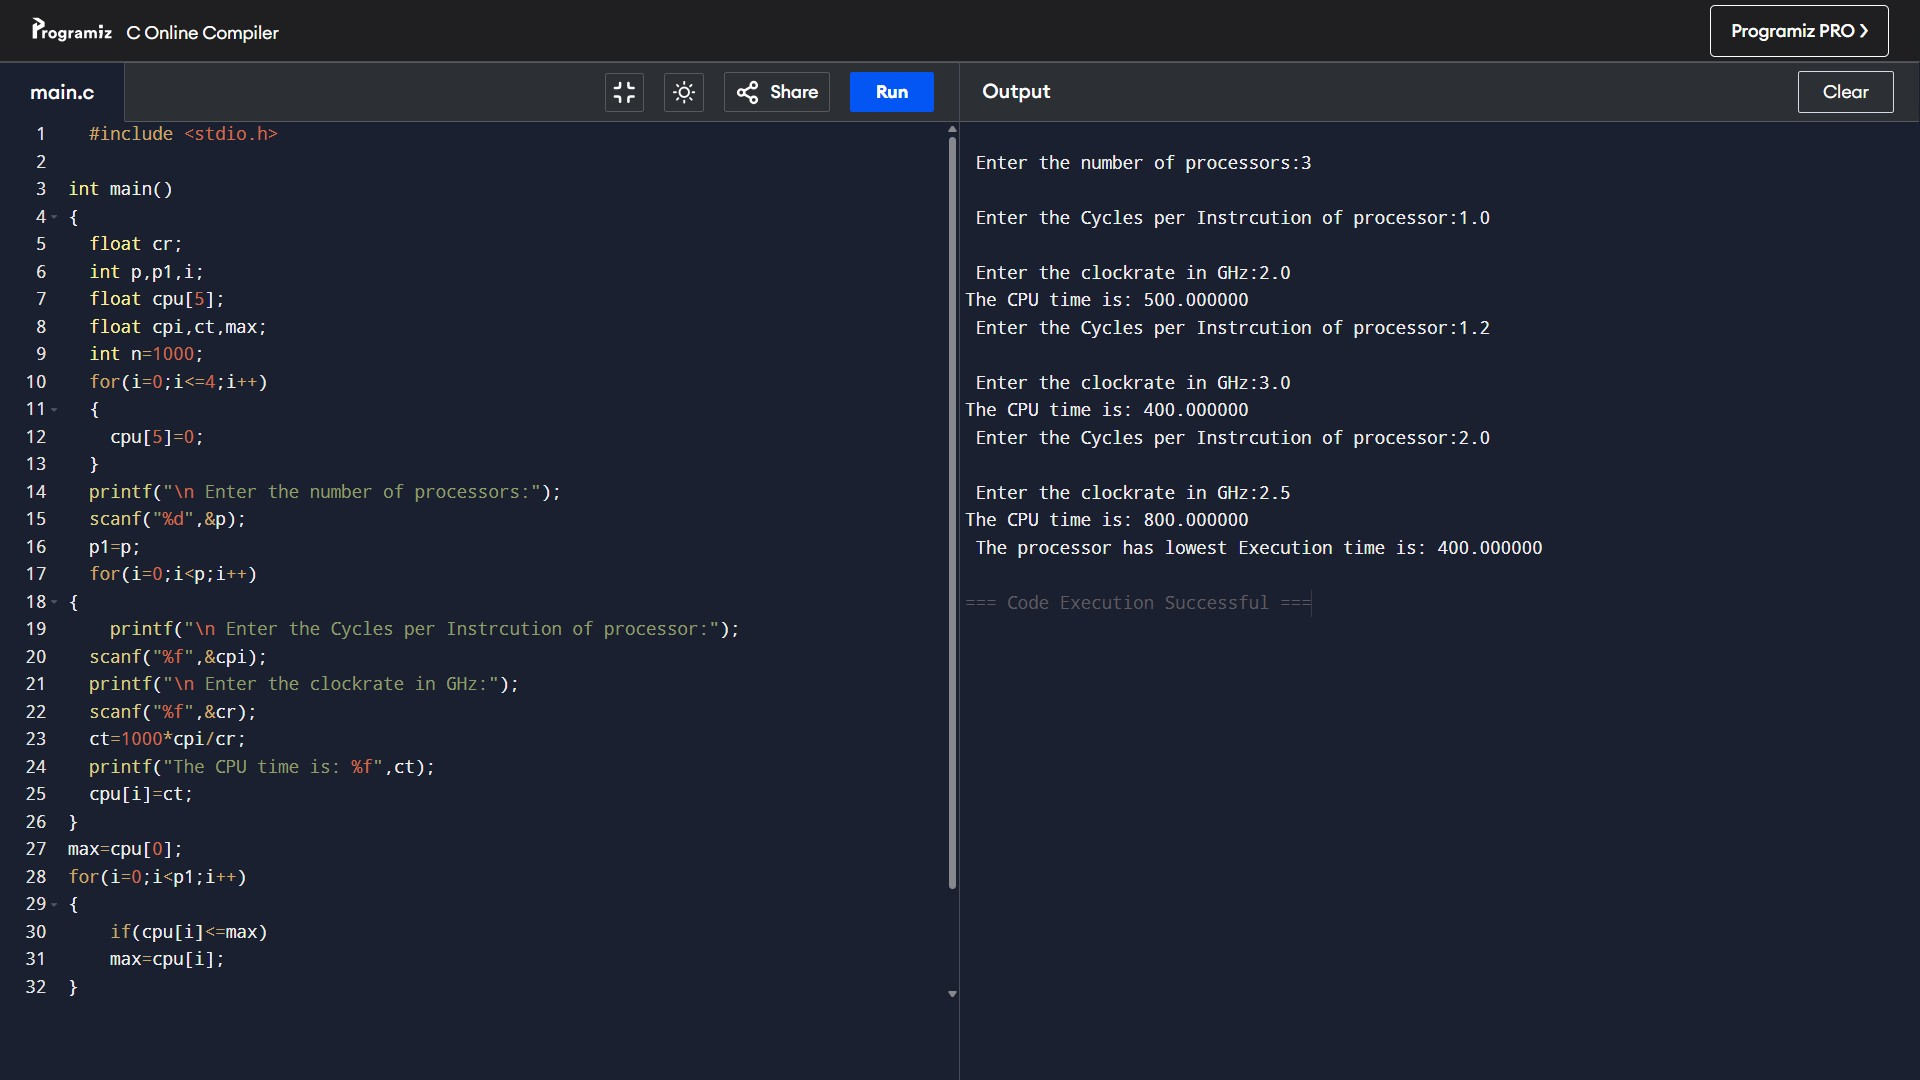 Programiz C Online Compiler
Programiz PRO ❯
main.c
Share
Run
Output
Clear
1 #include <stdio.h>
2
3 int main()
4 {
5 float cr;
6 int p,p1,i;
7 float cpu[5];
8 float cpi,ct,max;
9 int n=1000;
10 for(i=0;i<=4;i++)
11 {
12 cpu[5]=0;
13 }
14 printf("\n Enter the number of processors:");
15 scanf("%d",&p);
16 p1=p;
17 for(i=0;i<p;i++)
18 {
19 printf("\n Enter the Cycles per Instrcution of processor:");
20 scanf("%f",&cpi);
21 printf("\n Enter the clockrate in GHz:");
22 scanf("%f",&cr);
23 ct=1000*cpi/cr;
24 printf("The CPU time is: %f",ct);
25 cpu[i]=ct;
26 }
27 max=cpu[0];
28 for(i=0;i<p1;i++)
29 {
30 if(cpu[i]<=max)
31 max=cpu[i];
32 }
Enter the number of processors:3
Enter the Cycles per Instrcution of processor:1.0
Enter the clockrate in GHz:2.0
The CPU time is: 500.000000
Enter the Cycles per Instrcution of processor:1.2
Enter the clockrate in GHz:3.0
The CPU time is: 400.000000
Enter the Cycles per Instrcution of processor:2.0
Enter the clockrate in GHz:2.5
The CPU time is: 800.000000
The processor has lowest Execution time is: 400.000000
=== Code Execution Successful ===